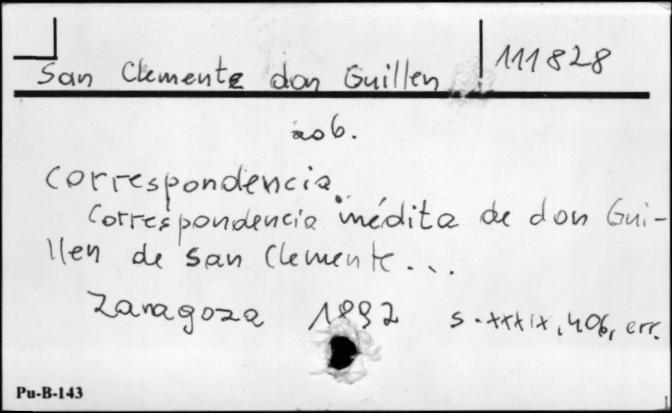 San Clemente don Guillen 111828
zob.
Correspondencia.
Correspondencia inédita de don Gui-
llen de San Clemente...
Zaragoza 1892 s. XXXIX, 406, err.
Pu-B-143